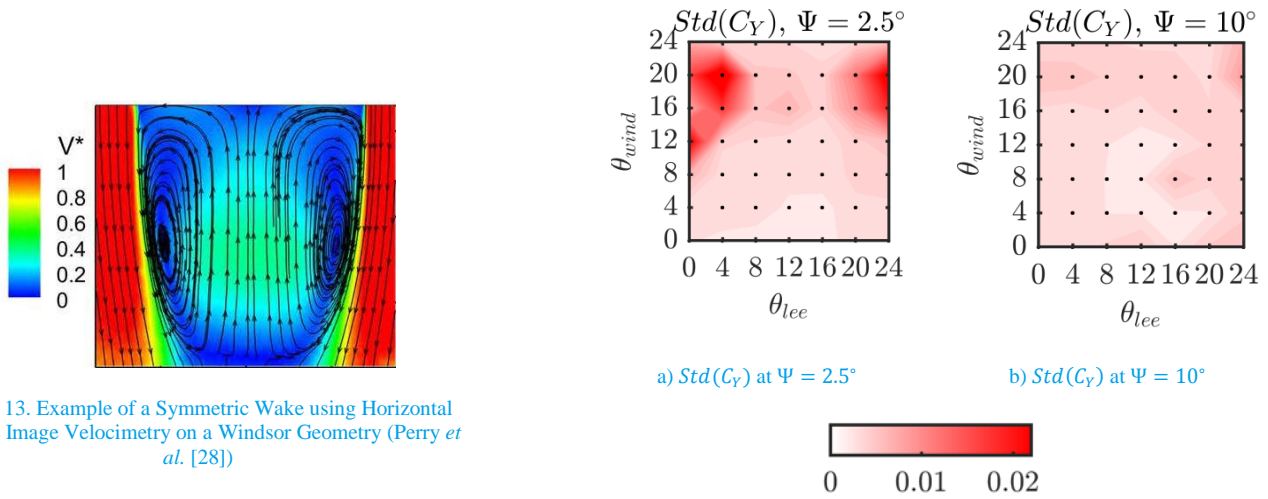 V*
1
0.8
0.6
0.4
0.2
0
13. Example of a Symmetric Wake using Horizontal
Image Velocimetry on a Windsor Geometry (Perry et
al. [28])
Std(C_Y), Ψ = 2.5°
24
20
16
12
8
4
0
θ_wind
0 4 8 12 16 20 24
θ_lee
a) Std(C_Y) at Ψ = 2.5°
Std(C_Y), Ψ = 10°
24
20
16
12
8
4
0
θ_wind
0 4 8 12 16 20 24
θ_lee
b) Std(C_Y) at Ψ = 10°
0 0.01 0.02